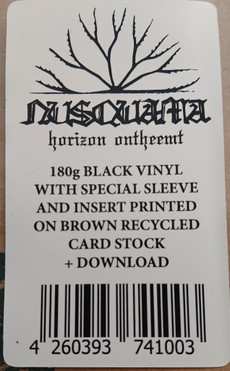 NUSQUAMA
horizon ontheemt
180g BLACK VINYL
WITH SPECIAL SLEEVE
AND INSERT PRINTED
ON BROWN RECYCLED
CARD STOCK
+ DOWNLOAD
4 260393 741003